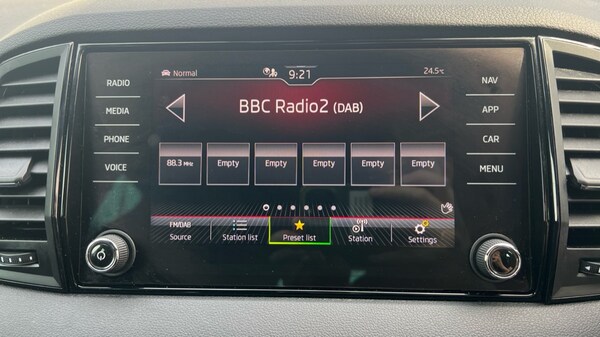 RADIO
MEDIA
PHONE
VOICE
Normal
9:21
24.5°C
BBC Radio2 (DAB)
88.3 MHz
Empty
Empty
Empty
Empty
Empty
FM/DAB
Source
Station list
Preset list
Station
Settings
NAV
APP
CAR
MENU